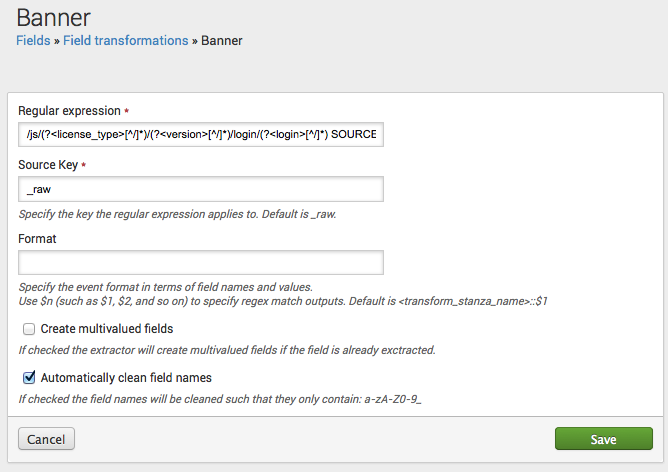 Banner
Fields » Field transformations » Banner
Regular expression *
/js/(?<license_type>[^/]*)/(?<version>[^/]*)/login/(?<login>[^/]*) SOURCE
Source Key *
_raw
Specify the key the regular expression applies to. Default is _raw.
Format
Specify the event format in terms of field names and values.
Use $n (such as $1, $2, and so on) to specify regex match outputs. Default is <transform_stanza_name>::$1
Create multivalued fields
If checked the extractor will create multivalued fields if the field is already exctracted.
Automatically clean field names
If checked the field names will be cleaned such that they only contain: a-zA-Z0-9_
Cancel
Save